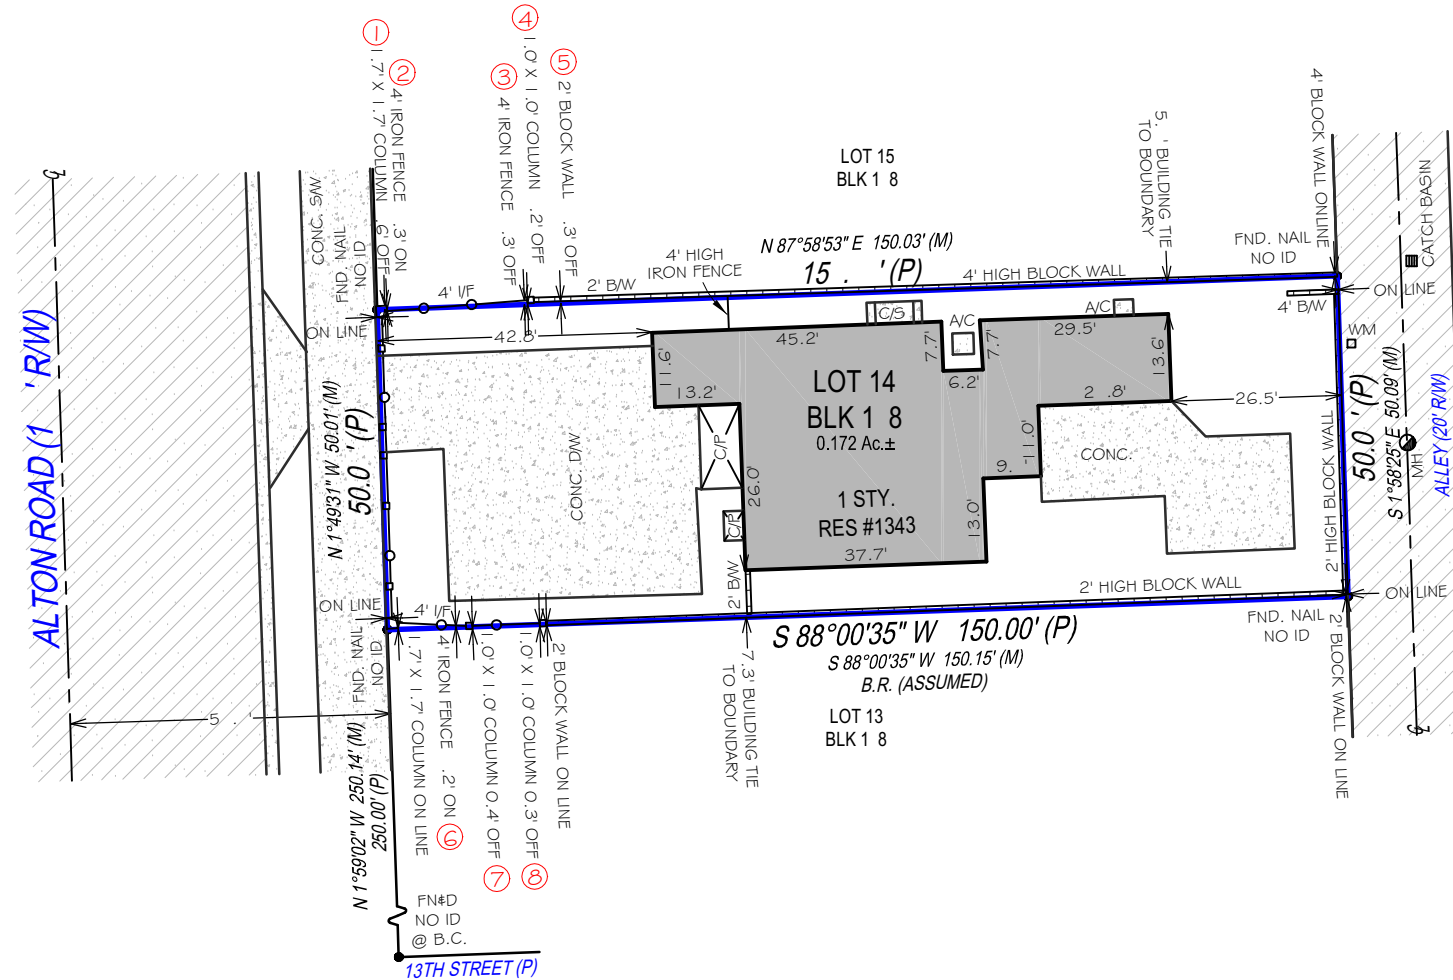 1
2
3
4
5
1.7' X 1.7' COLUMN .6' OFF
4' IRON FENCE .3' ON
4' IRON FENCE .3' OFF
1.0' X 1.0' COLUMN .2' OFF
2' BLOCK WALL .3' OFF
LOT 15
BLK 1 8
5. ' BUILDING TIE
TO BOUNDARY
4' BLOCK WALL ONLINE
CATCH BASIN
CONC. S/W
FND. NAIL
NO ID
ON LINE
4' I/F
2' B/W
4' HIGH
IRON FENCE
N 87°58'53" E 150.03' (M)
15 . ' (P)
4' HIGH BLOCK WALL
FND. NAIL
NO ID
ON LINE
4' B/W
WM
42.8'
45.2'
C/S
7.7'
A/C
7.7'
A/C
29.5'
13.6'
11.6'
13.2'
6.2'
2 .8'
26.5'
LOT 14
BLK 1 8
0.172 Ac.±
1 STY.
RES #1343
C/P
C/P
26.0'
37.7'
13.0'
9.
11.0'
CONC.
CONC. DW
ALTON ROAD (1 ' R/W)
N 1°49'31" W 50.01' (M)
50.0 ' (P)
2' HIGH BLOCK WALL
50.0 ' (P)
S 1°58'25" E 50.09' (M)
MH
ALLEY (20' R/W)
ON LINE
4' I/F
2' B/W
2' HIGH BLOCK WALL
ON LINE
FND. NAIL
NO ID
FND. NAIL
NO ID
S 88°00'35" W 150.00' (P)
S 88°00'35" W 150.15' (M)
B.R. (ASSUMED)
LOT 13
BLK 1 8
5 . '
1.7' X 1.7' COLUMN ON LINE
4' IRON FENCE .2' ON
6
1.0' X 1.0' COLUMN 0.4' OFF
7
1.0' X 1.0' COLUMN 0.3' OFF
8
2' BLOCK WALL ON LINE
7.3' BUILDING TIE
TO BOUNDARY
2' BLOCK WALL ON LINE
N 1°59'02" W 250.14' (M)
250.00' (P)
FN&D
NO ID
@ B.C.
13TH STREET (P)